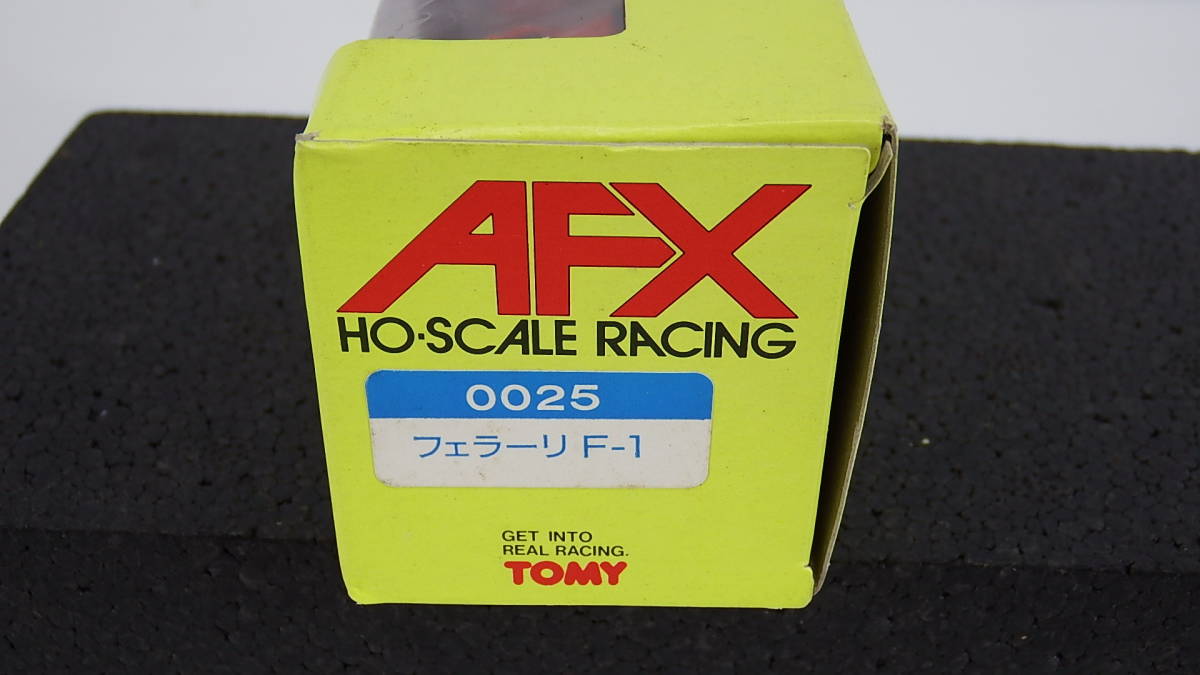 AFX
HO·SCALE RACING
0025
フェラーリ F-1
GET INTO
REAL RACING.
TOMY